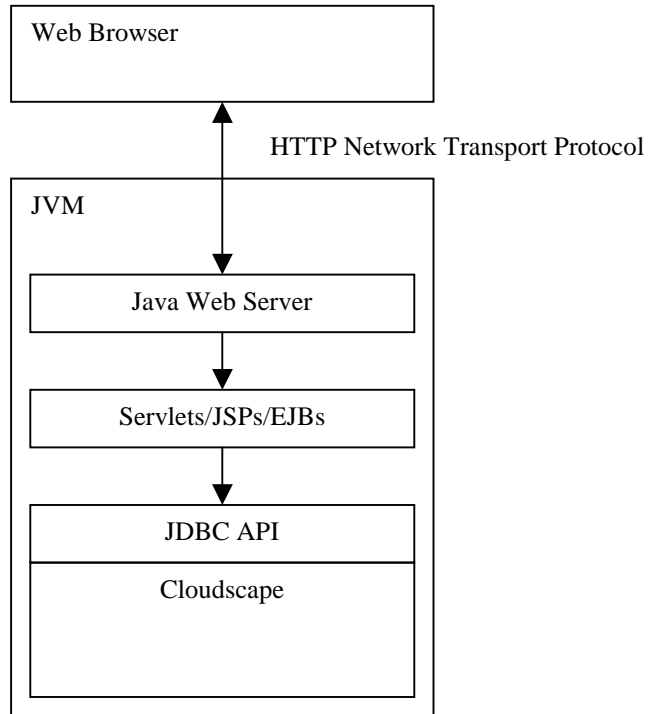 Web Browser
HTTP Network Transport Protocol
JVM
Java Web Server
Servlets/JSPs/EJBs
JDBC API
Cloudscape